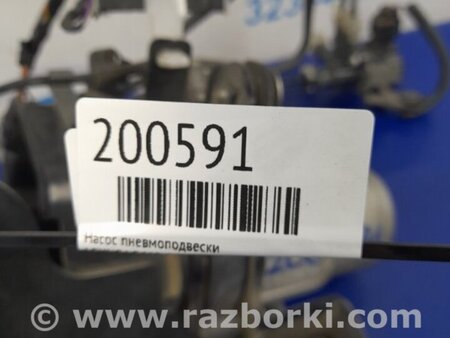 200591
Насос пневмоподвески
© www.razborki.com